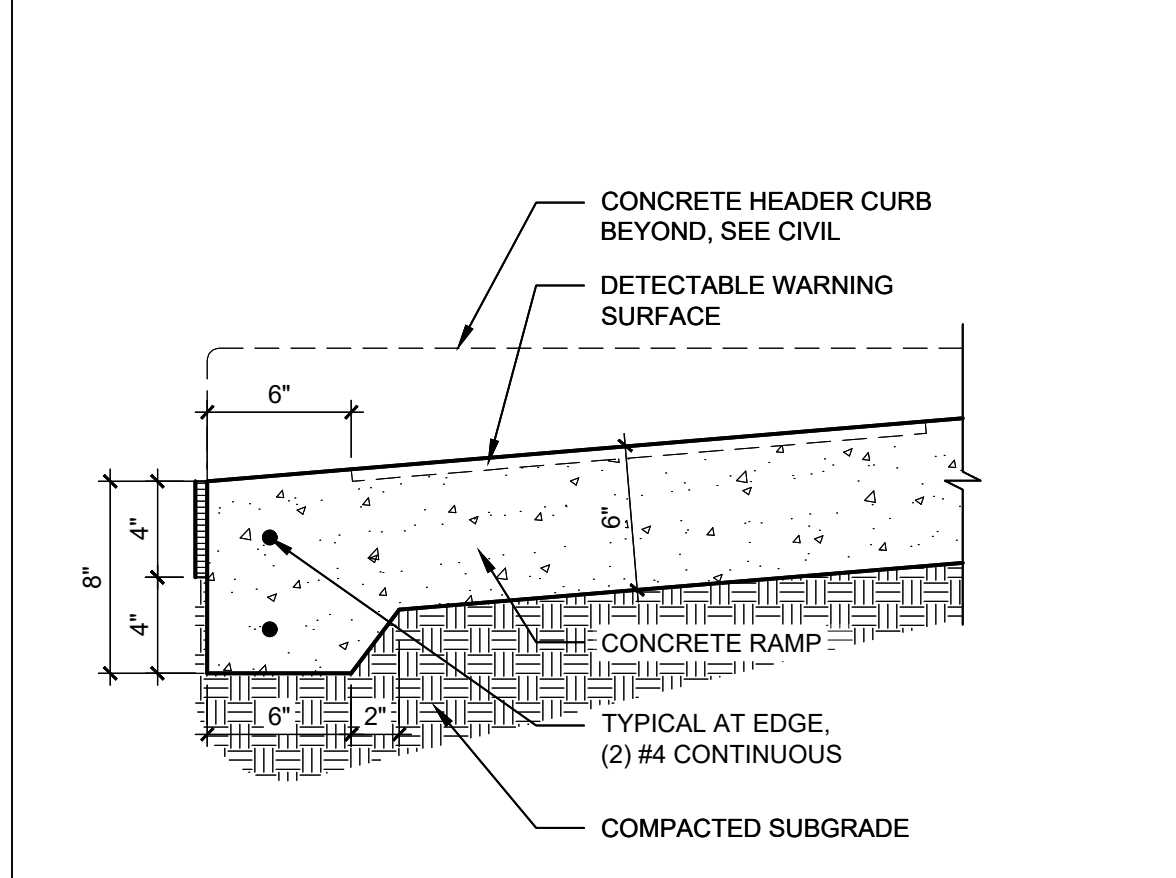 CONCRETE HEADER CURB
BEYOND, SEE CIVIL
DETECTABLE WARNING
SURFACE
6"
4"
8"
4"
6"
CONCRETE RAMP
6"
2"
TYPICAL AT EDGE,
(2) #4 CONTINUOUS
COMPACTED SUBGRADE